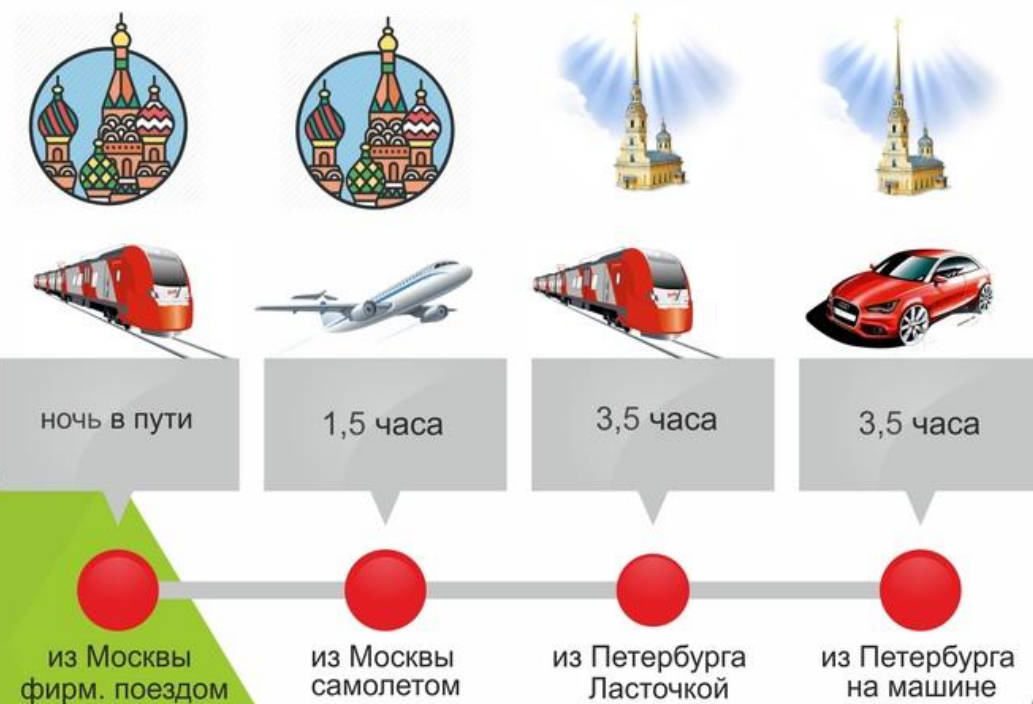 ночь в пути
1,5 часа
3,5 часа
3,5 часа
из Москвы
фирм. поездом
из Москвы
самолетом
из Петербурга
Ласточкой
из Петербурга
на машине